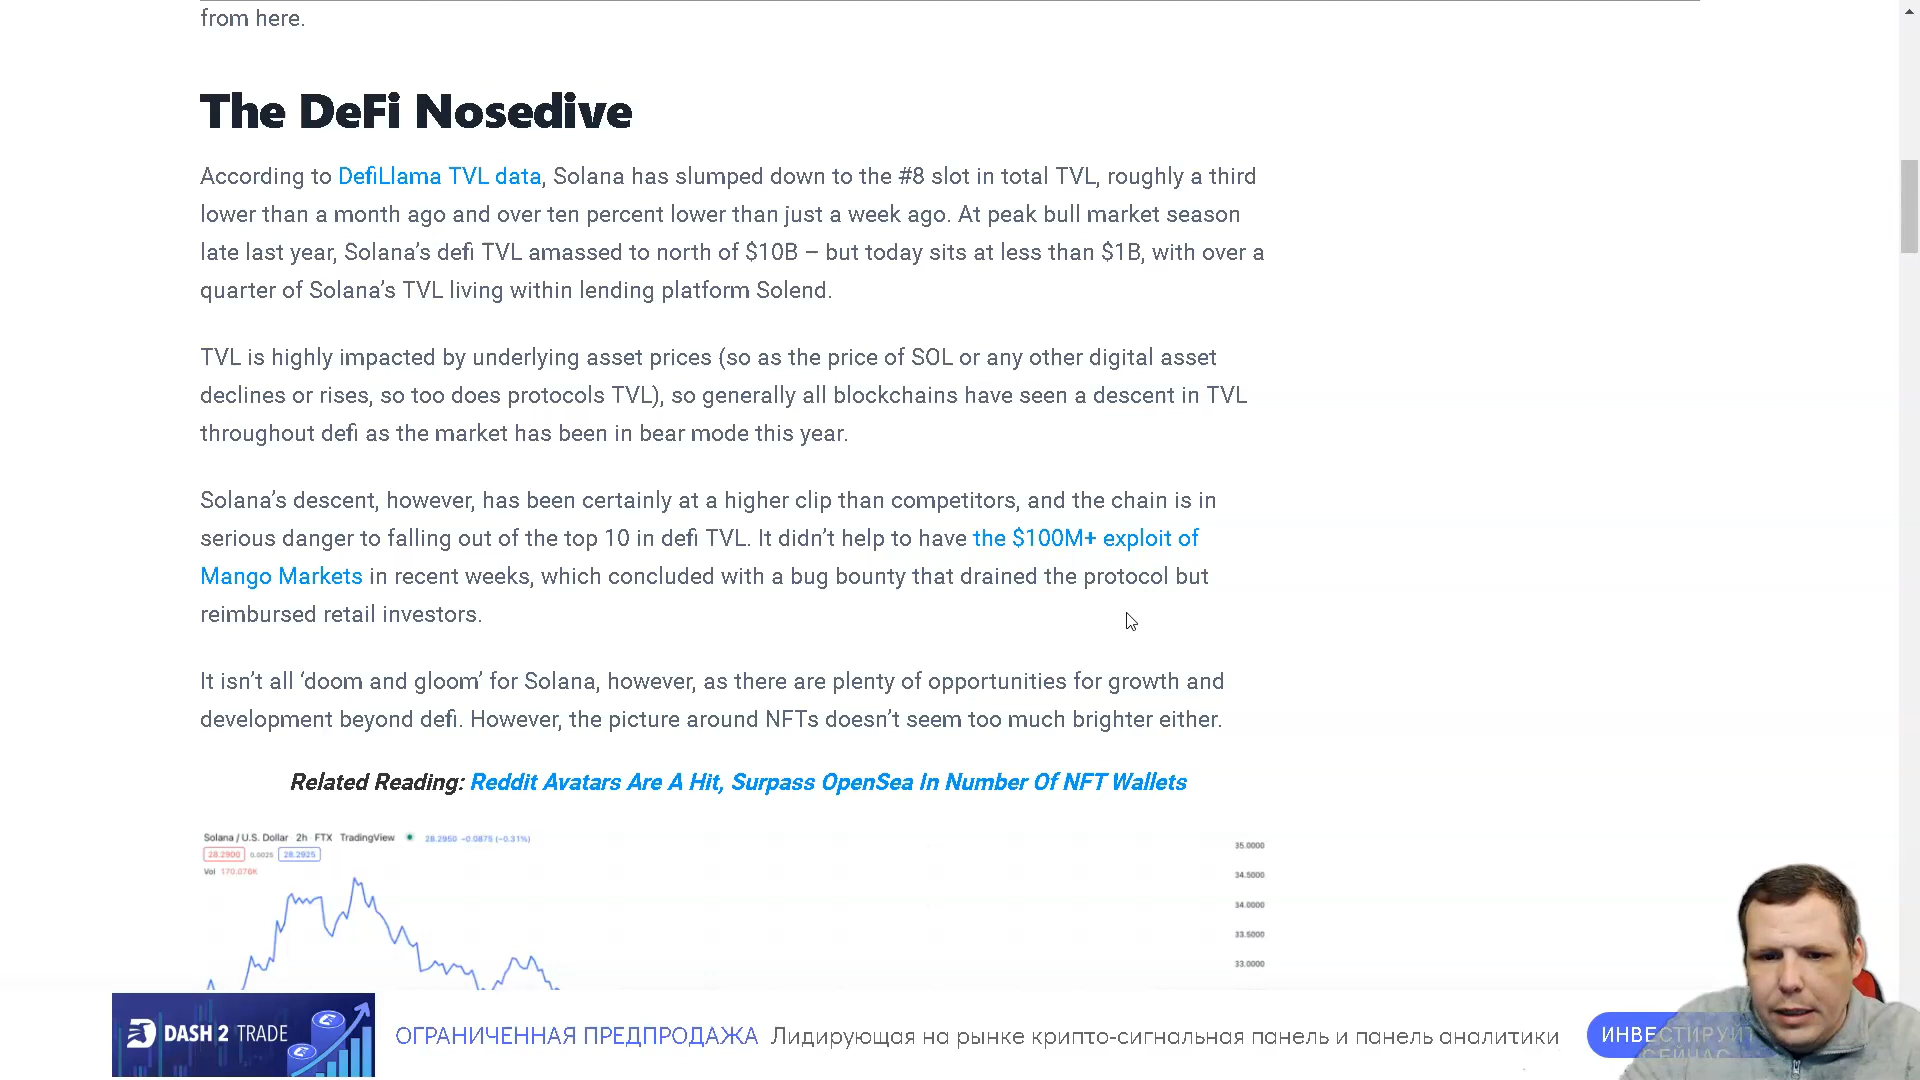 from here.
The DeFi Nosedive
According to DefiLlama TVL data, Solana has slumped down to the #8 slot in total TVL, roughly a third
lower than a month ago and over ten percent lower than just a week ago. At peak bull market season
late last year, Solana’s defi TVL amassed to north of $10B – but today sits at less than $1B, with over a
quarter of Solana’s TVL living within lending platform Solend.
TVL is highly impacted by underlying asset prices (so as the price of SOL or any other digital asset
declines or rises, so too does protocols TVL), so generally all blockchains have seen a descent in TVL
throughout defi as the market has been in bear mode this year.
Solana’s descent, however, has been certainly at a higher clip than competitors, and the chain is in
serious danger to falling out of the top 10 in defi TVL. It didn’t help to have the $100M+ exploit of
Mango Markets in recent weeks, which concluded with a bug bounty that drained the protocol but
reimbursed retail investors.
It isn’t all ‘doom and gloom’ for Solana, however, as there are plenty of opportunities for growth and
development beyond defi. However, the picture around NFTs doesn’t seem too much brighter either.
Related Reading: Reddit Avatars Are A Hit, Surpass OpenSea In Number Of NFT Wallets
Solana / U.S. Dollar 2h FTX TradingView 28.2950 −0.0875 (−0.31%)
28.2900 0.0025 28.2925
Vol 170.076K
35.0000
34.5000
34.0000
33.5000
33.0000
DASH 2 TRADE
ОГРАНИЧЕННАЯ ПРЕДПРОДАЖА Лидирующая на рынке крипто-сигнальная панель и панель аналитики
ИНВЕСТИРУЙТ
СЕЙЧАС